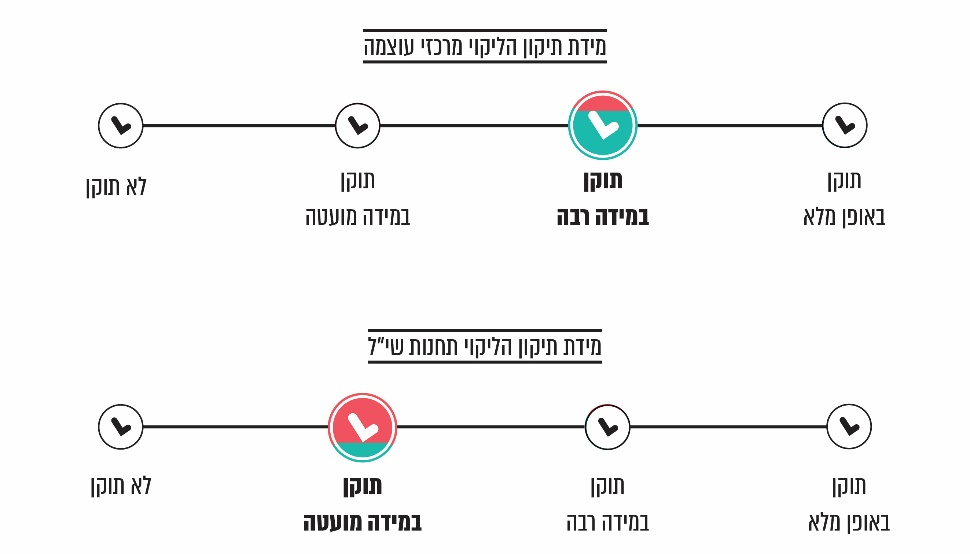 מידת תיקון הליקוי מרכזי עוצמה
תוקן
באופן מלא
תוקן
במידה רבה
תוקן
במידה מועטה
לא תוקן
מידת תיקון הליקוי תחנות שי"ל
תוקן
באופן מלא
תוקן
במידה רבה
תוקן
במידה מועטה
לא תוקן